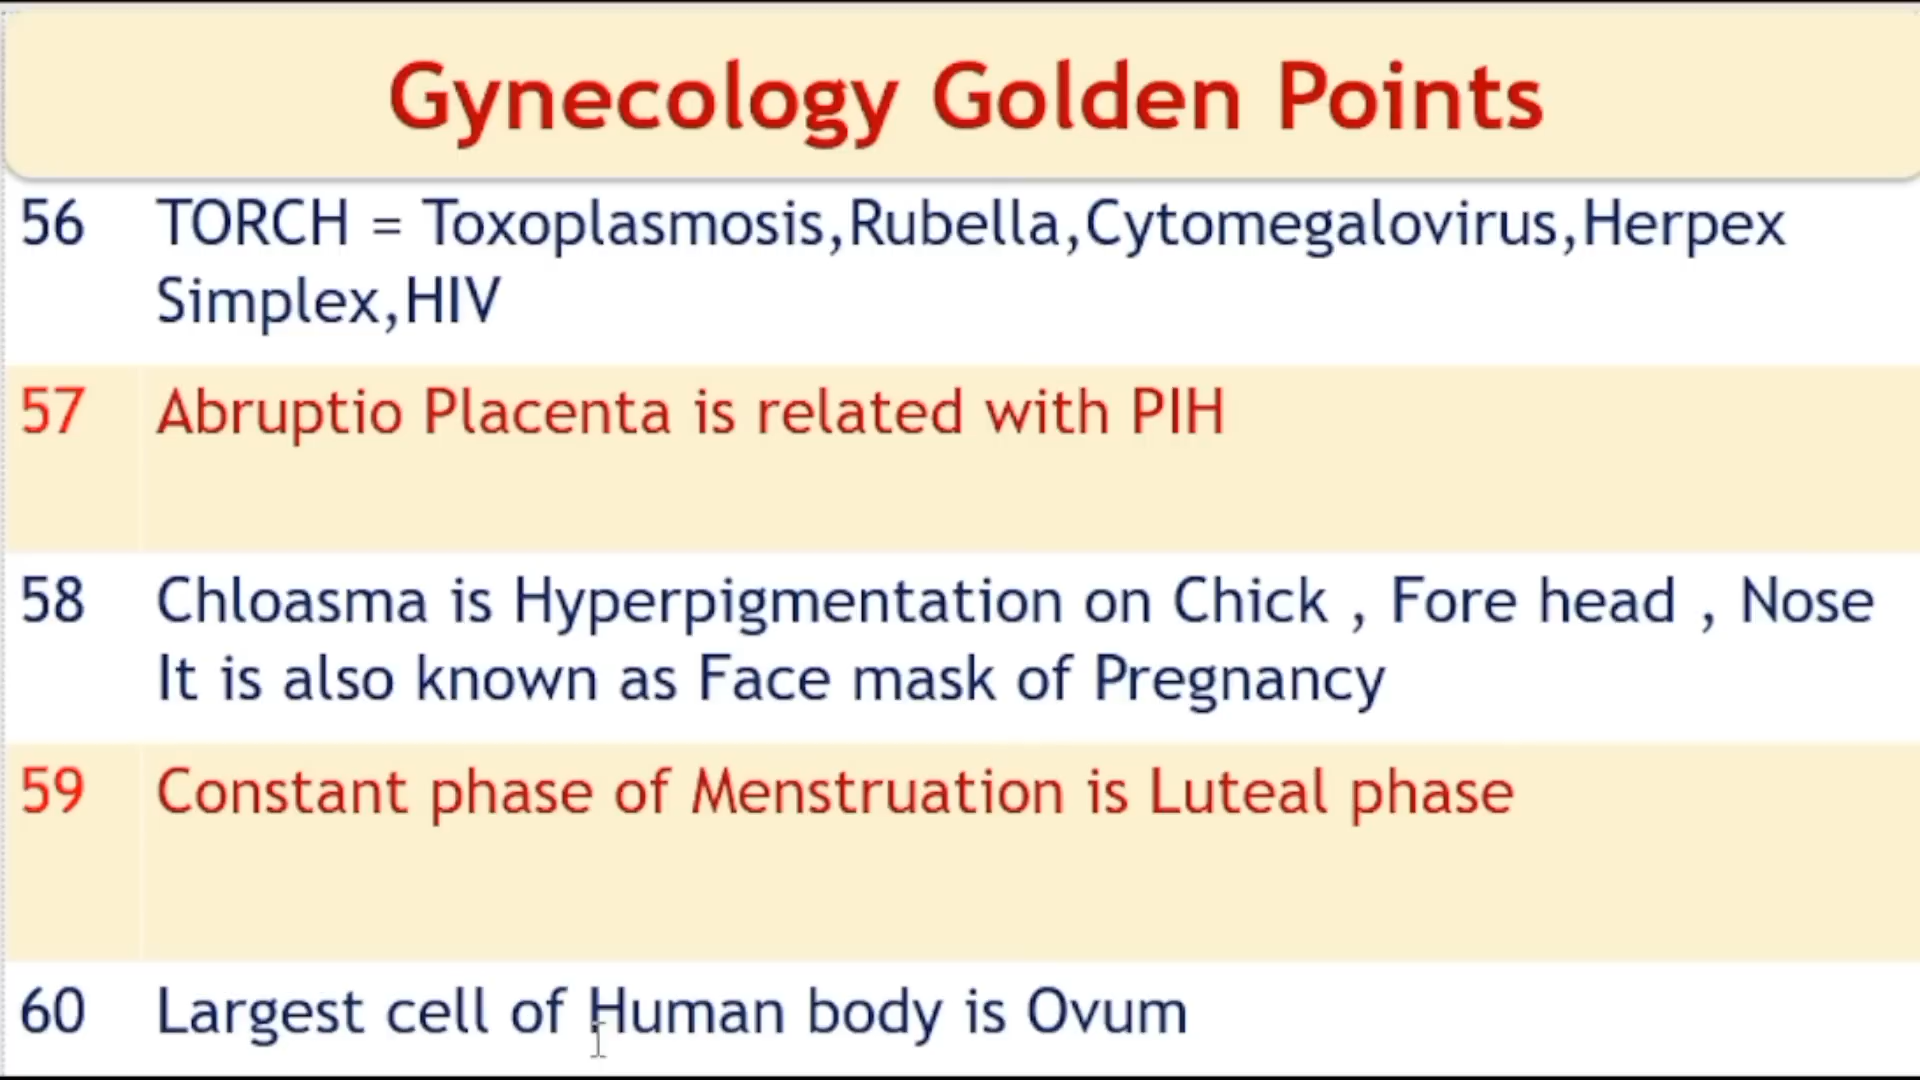 Gynecology Golden Points
56 TORCH = Toxoplasmosis,Rubella,Cytomegalovirus,Herpex
Simplex,HIV
57 Abruptio Placenta is related with PIH
58 Chloasma is Hyperpigmentation on Chick , Fore head , Nose
It is also known as Face mask of Pregnancy
59 Constant phase of Menstruation is Luteal phase
60 Largest cell of Human body is Ovum